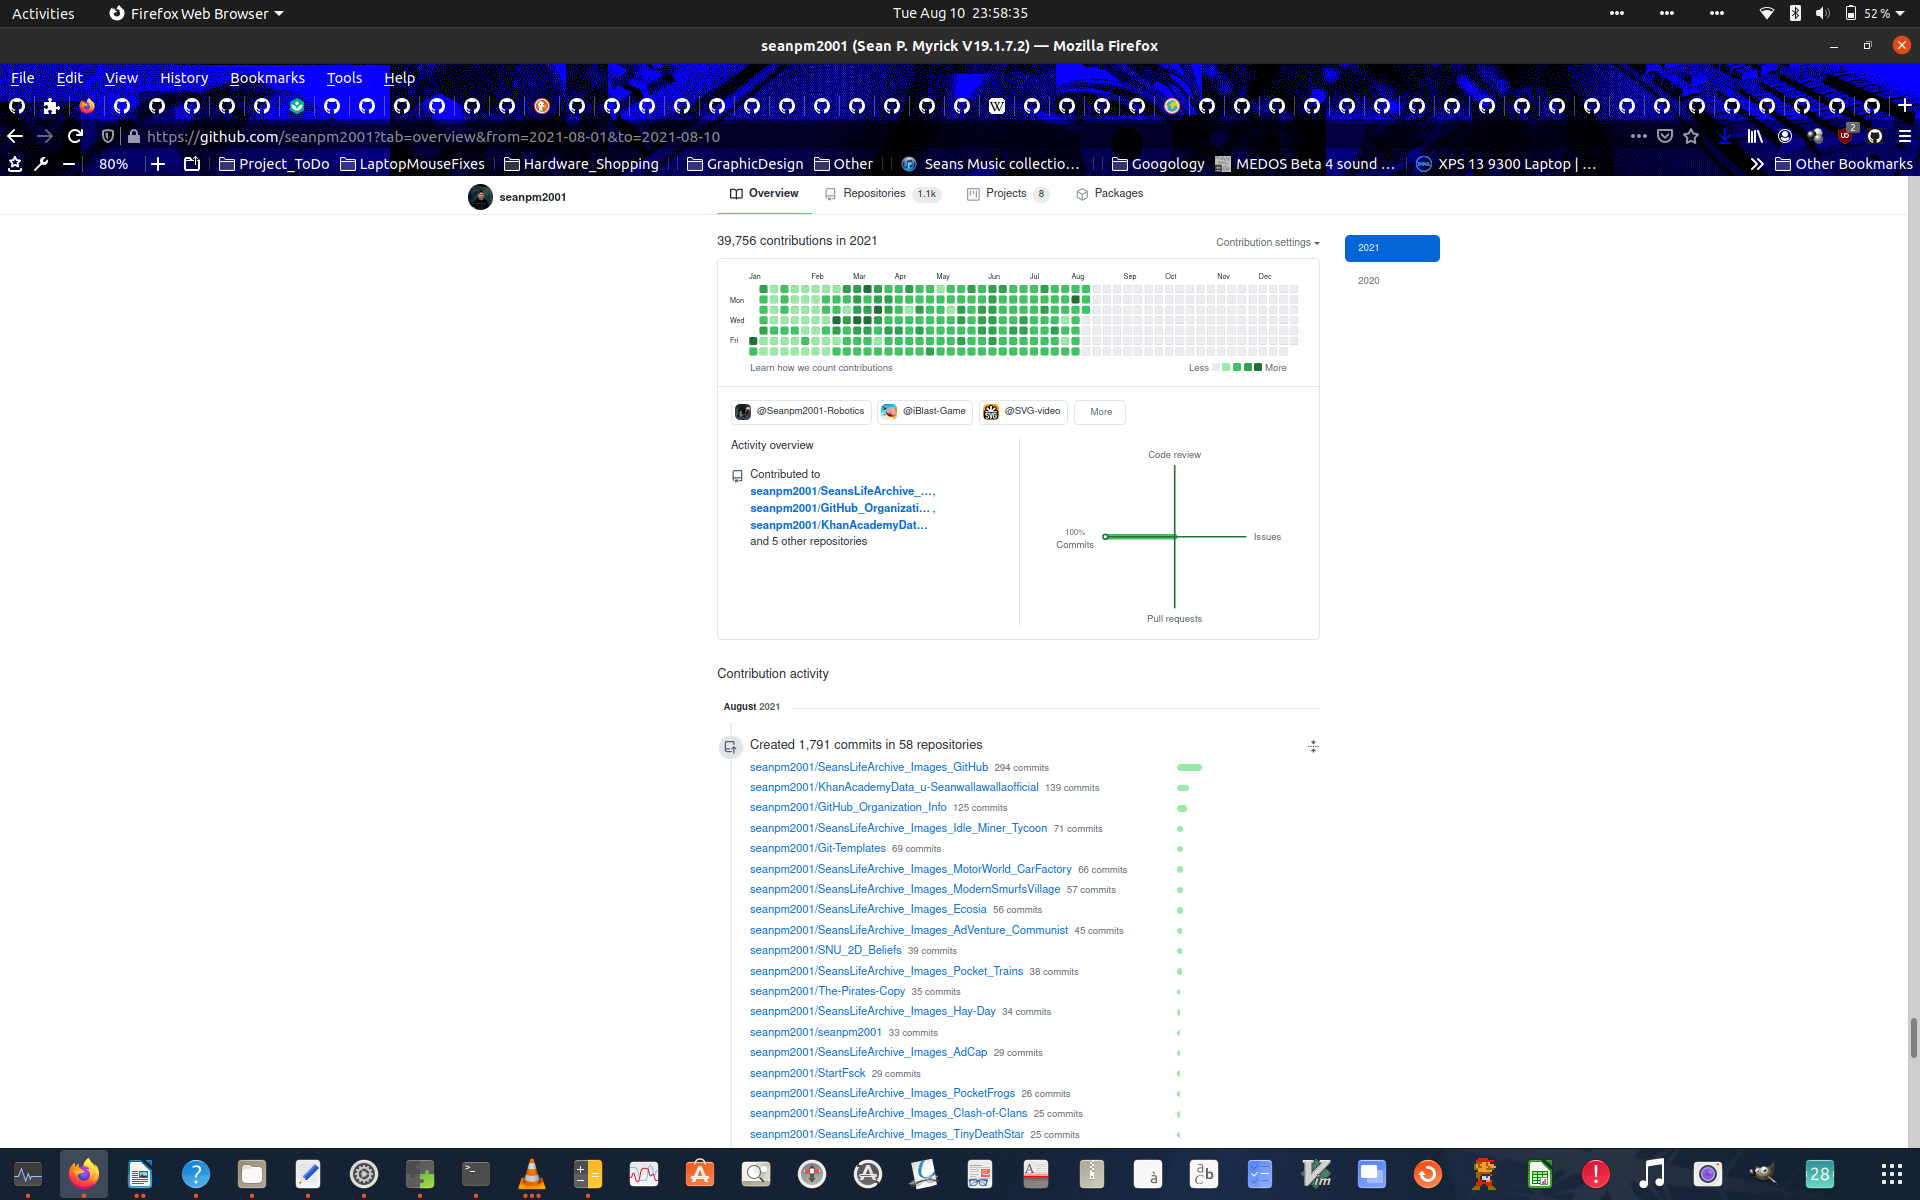 Activities Firefox Web Browser Tue Aug 10 23:58:35 52 %
seanpm2001 (Sean P. Myrick V19.1.7.2) — Mozilla Firefox
File Edit View History Bookmarks Tools Help
https://github.com/seanpm2001?tab=overview&from=2021-08-01&to=2021-08-10 2
80% Project_ToDo LaptopMouseFixes Hardware_Shopping GraphicDesign Other Seans Music collectio… Googology MEDOS Beta 4 sound … XPS 13 9300 Laptop | … Other Bookmarks
seanpm2001 Overview Repositories 1.1k Projects 8 Packages
39,756 contributions in 2021 Contribution settings 2021
2020
Jan Feb Mar Apr May Jun Jul Aug Sep Oct Nov Dec
Mon
Wed
Fri
Learn how we count contributions Less More
@Seanpm2001-Robotics @iBlast-Game @SVG-video More
Activity overview
Contributed to
seanpm2001/SeansLifeArchive_…,
seanpm2001/GitHub_Organizati… ,
seanpm2001/KhanAcademyDat…
and 5 other repositories
Code review
100%
Commits
Issues
Pull requests
Contribution activity
August 2021
Created 1,791 commits in 58 repositories
seanpm2001/SeansLifeArchive_Images_GitHub 294 commits
seanpm2001/KhanAcademyData_u-Seanwallawallaofficial 139 commits
seanpm2001/GitHub_Organization_Info 125 commits
seanpm2001/SeansLifeArchive_Images_Idle_Miner_Tycoon 71 commits
seanpm2001/Git-Templates 69 commits
seanpm2001/SeansLifeArchive_Images_MotorWorld_CarFactory 66 commits
seanpm2001/SeansLifeArchive_Images_ModernSmurfsVillage 57 commits
seanpm2001/SeansLifeArchive_Images_Ecosia 56 commits
seanpm2001/SeansLifeArchive_Images_AdVenture_Communist 45 commits
seanpm2001/SNU_2D_Beliefs 39 commits
seanpm2001/SeansLifeArchive_Images_Pocket_Trains 38 commits
seanpm2001/The-Pirates-Copy 35 commits
seanpm2001/SeansLifeArchive_Images_Hay-Day 34 commits
seanpm2001/seanpm2001 33 commits
seanpm2001/SeansLifeArchive_Images_AdCap 29 commits
seanpm2001/StartFsck 29 commits
seanpm2001/SeansLifeArchive_Images_PocketFrogs 26 commits
seanpm2001/SeansLifeArchive_Images_Clash-of-Clans 25 commits
seanpm2001/SeansLifeArchive_Images_TinyDeathStar 25 commits
28